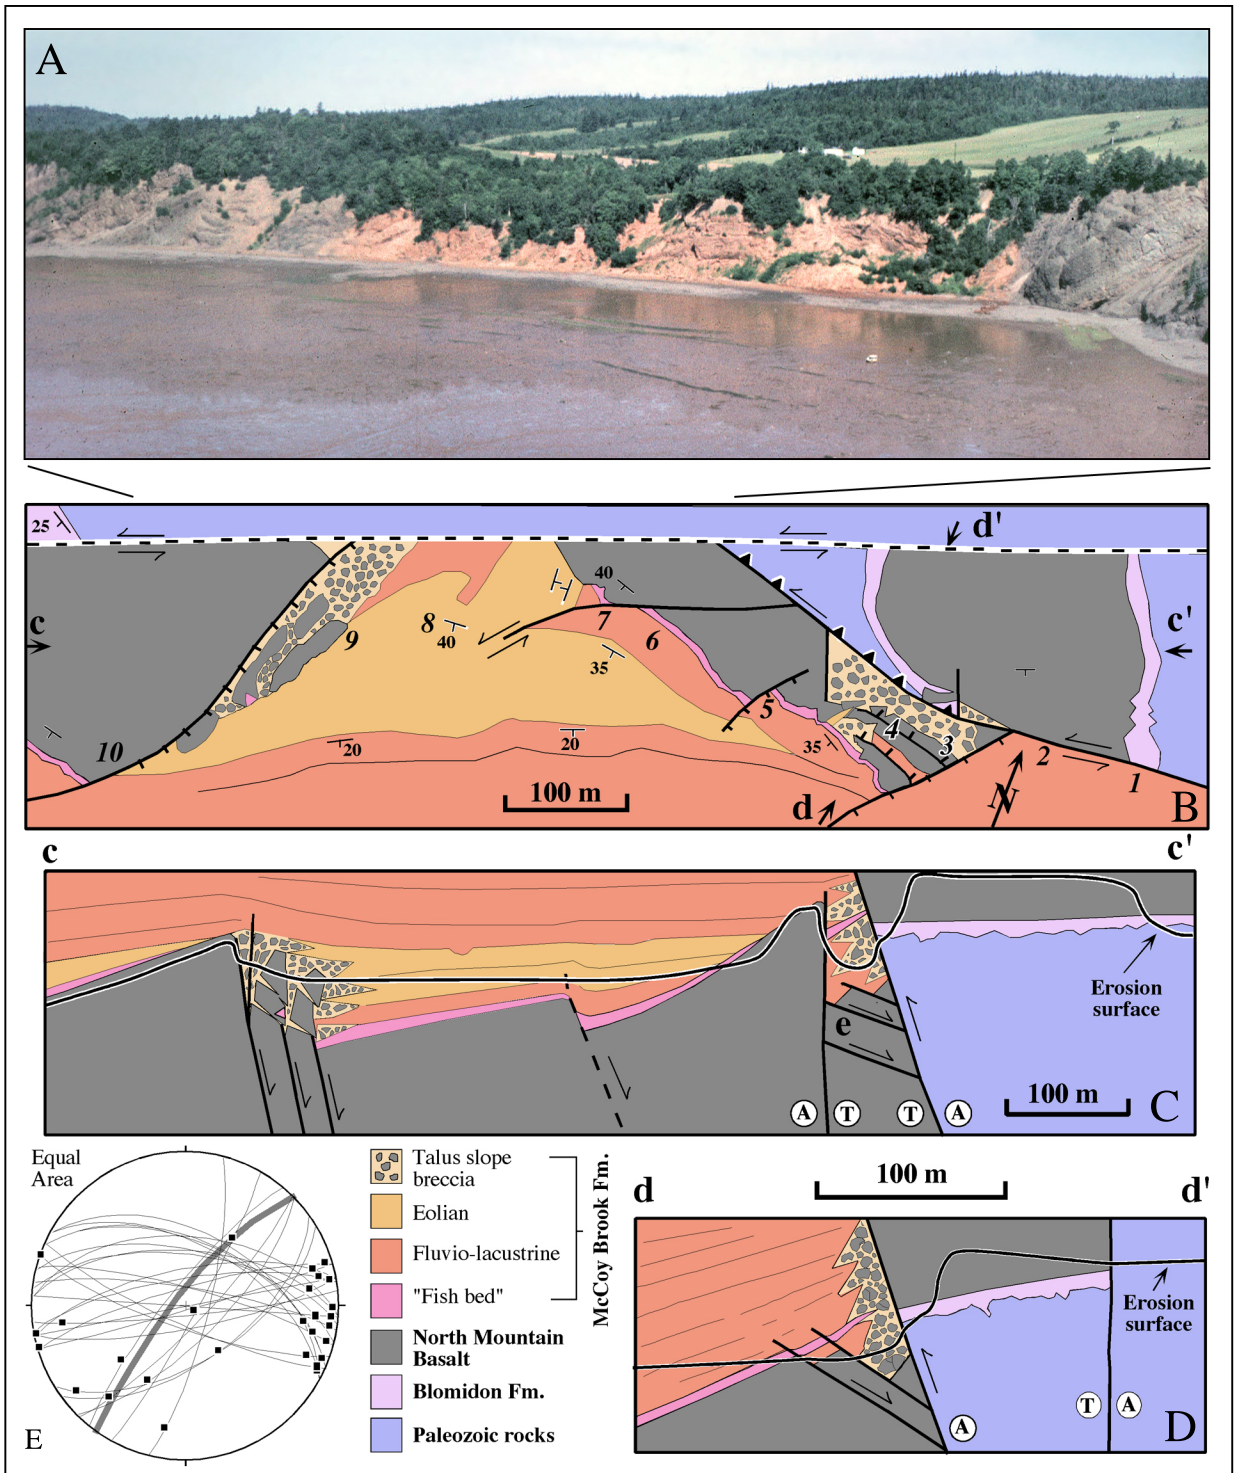 A
25
d'
40
c
9
8
40
7
6
35
c'
5
4
3
35
20
20
10
2
1
100 m
d
N
B
c
c'
Erosion
surface
e
100 m
A
T
T
A
C
Equal
Area
E
Talus slope
breccia
Eolian
Fluvio-lacustrine
"Fish bed"
McCoy Brook Fm.
North Mountain
Basalt
Blomidon Fm.
Paleozoic rocks
100 m
d
d'
Erosion
surface
T
A
A
D